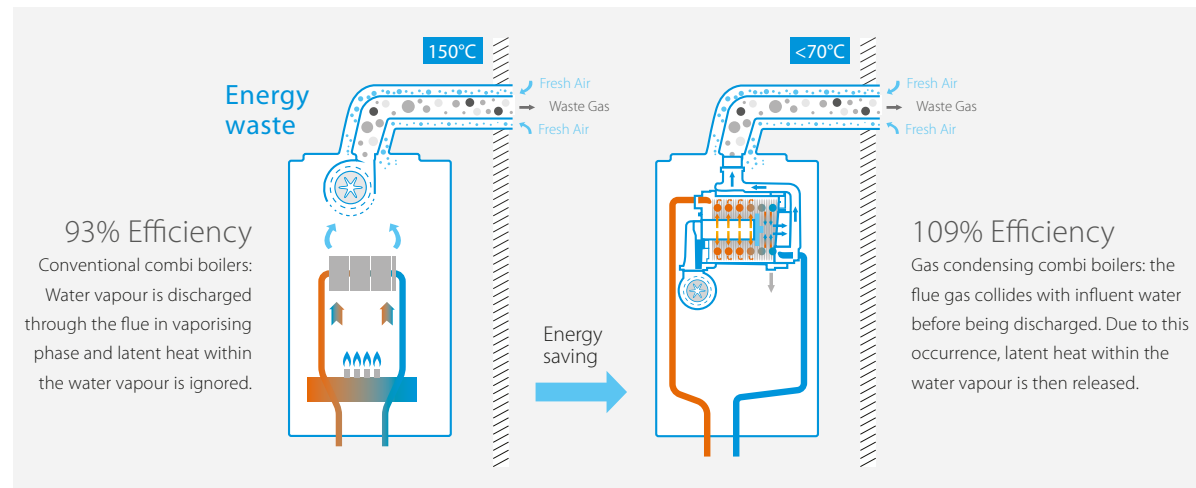 150°C
<70°C
Energy
waste
Fresh Air
Waste Gas
Fresh Air
Fresh Air
Waste Gas
Fresh Air
93% Efficiency
Conventional combi boilers:
Water vapour is discharged
through the flue in vaporising
phase and latent heat within
the water vapour is ignored.
Energy
saving
109% Efficiency
Gas condensing combi boilers: the
flue gas collides with influent water
before being discharged. Due to this
occurrence, latent heat within the
water vapour is then released.